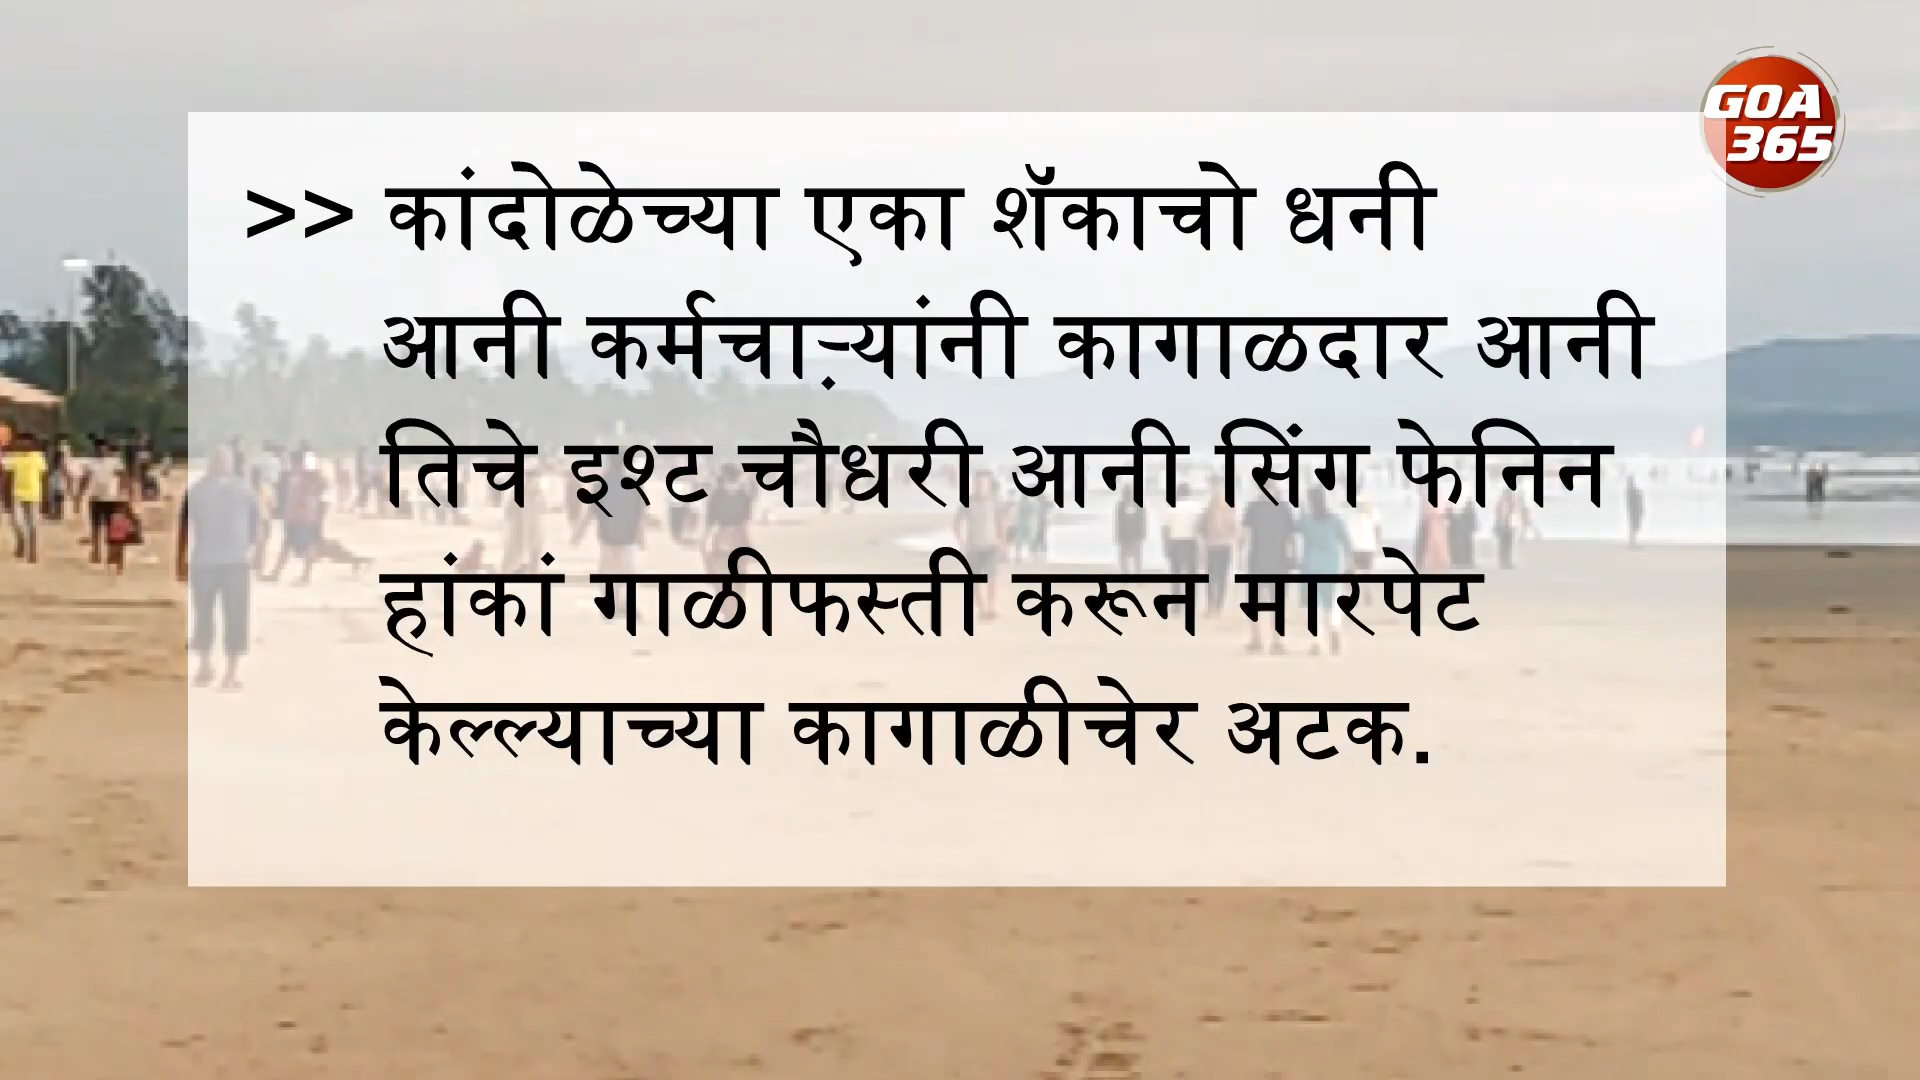 GOA
365
>> कांदोळेच्या एका शॅकाचो धनी
आनी कर्मचाऱ्यांनी कागाळदार आनी
तिचे इश्ट चौधरी आनी सिंग फेनिन
हांकां गाळीफस्ती करून मारपेट
केल्ल्याच्या कागाळीचेर अटक.